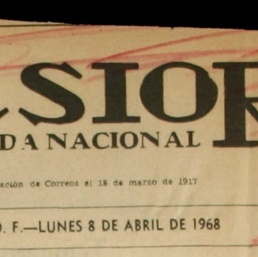 SIOR
DA NACIONAL
ación de Correos el 18 de marzo de 1917
D. F.—LUNES 8 DE ABRIL DE 1968